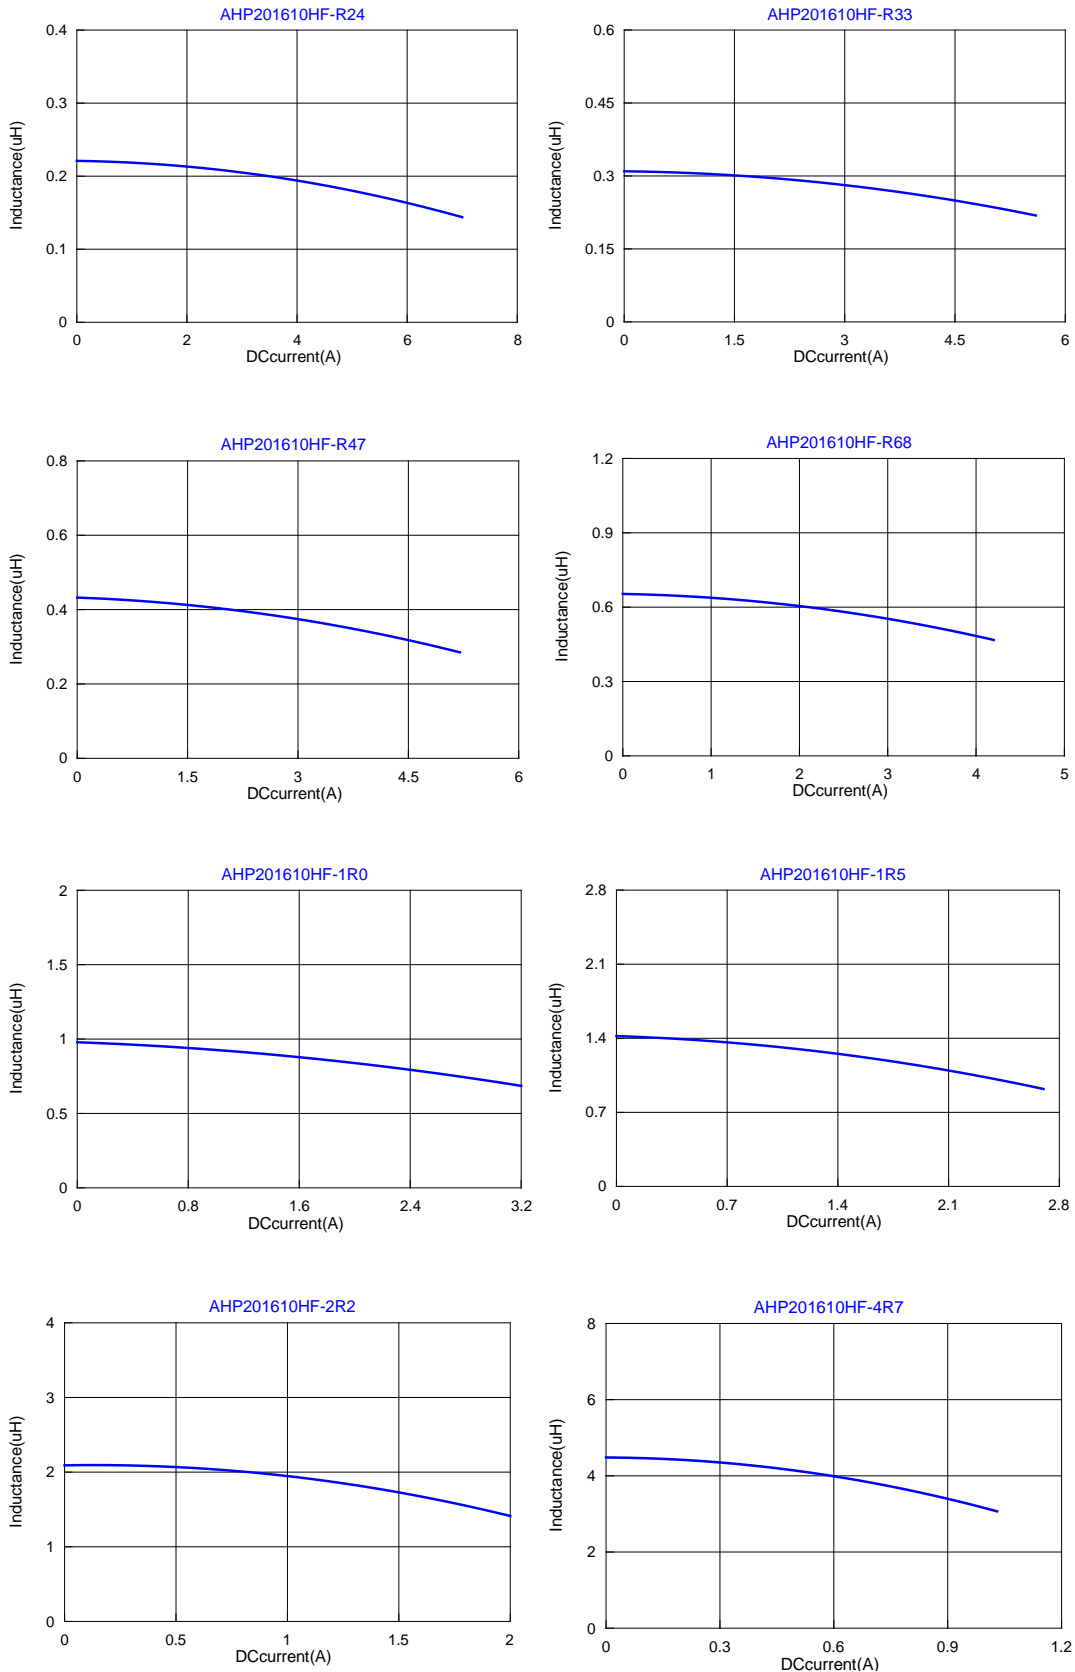 AHP201610HF-R24
0.4
0.3
0.2
0.1
0
Inductance(uH)
0 2 4 6 8
DCcurrent(A)
AHP201610HF-R33
0.6
0.45
0.3
0.15
0
Inductance(uH)
0 1.5 3 4.5 6
DCcurrent(A)
AHP201610HF-R47
0.8
0.6
0.4
0.2
0
Inductance(uH)
0 1.5 3 4.5 6
DCcurrent(A)
AHP201610HF-R68
1.2
0.9
0.6
0.3
0
Inductance(uH)
0 1 2 3 4 5
DCcurrent(A)
AHP201610HF-1R0
2
1.5
1
0.5
0
Inductance(uH)
0 0.8 1.6 2.4 3.2
DCcurrent(A)
AHP201610HF-1R5
2.8
2.1
1.4
0.7
0
Inductance(uH)
0 0.7 1.4 2.1 2.8
DCcurrent(A)
AHP201610HF-2R2
4
3
2
1
0
Inductance(uH)
0 0.5 1 1.5 2
DCcurrent(A)
AHP201610HF-4R7
8
6
4
2
0
Inductance(uH)
0 0.3 0.6 0.9 1.2
DCcurrent(A)